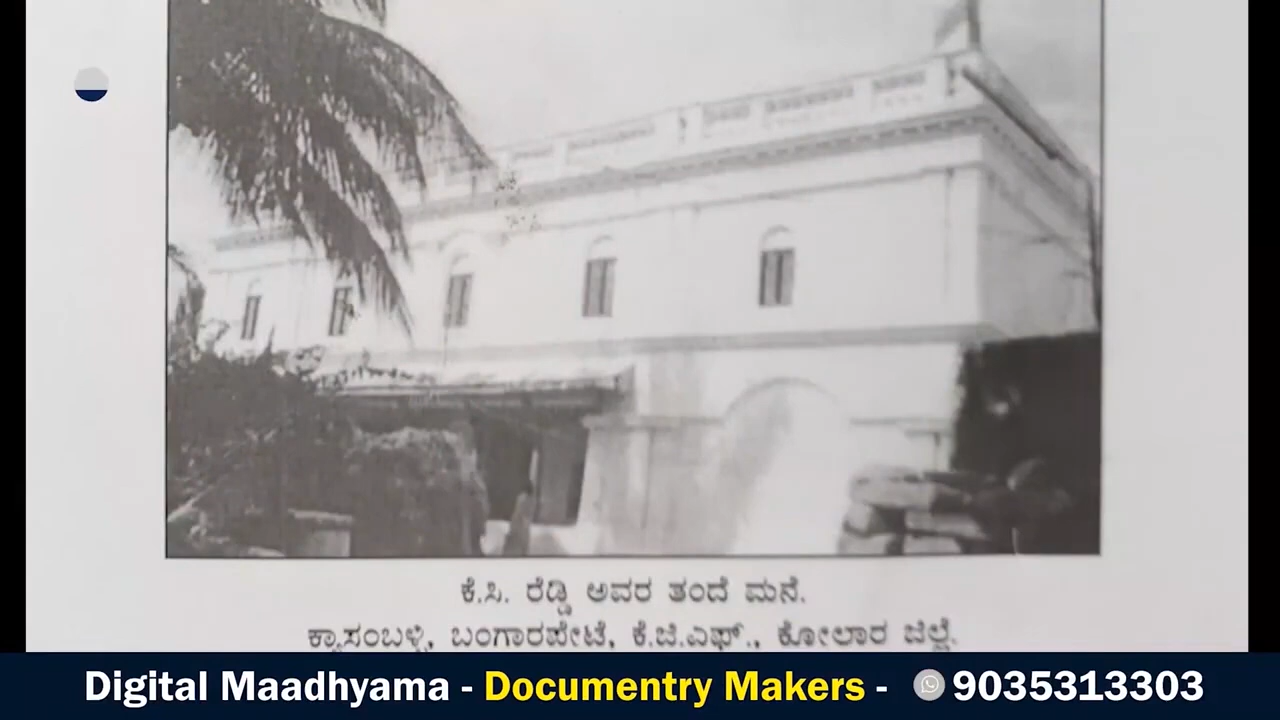 ಕೆ.ಸಿ. ರೆಡ್ಡಿ ಅವರ ತಂದೆ ಮನೆ.
ಕ್ಯಾಸಂಬಳ್ಳಿ, ಬಂಗಾರಪೇಟೆ, ಕೆ.ಜಿ.ಎಫ್., ಕೋಲಾರ ಜಿಲ್ಲೆ.
Digital Maadhyama - Documentry Makers - 9035313303